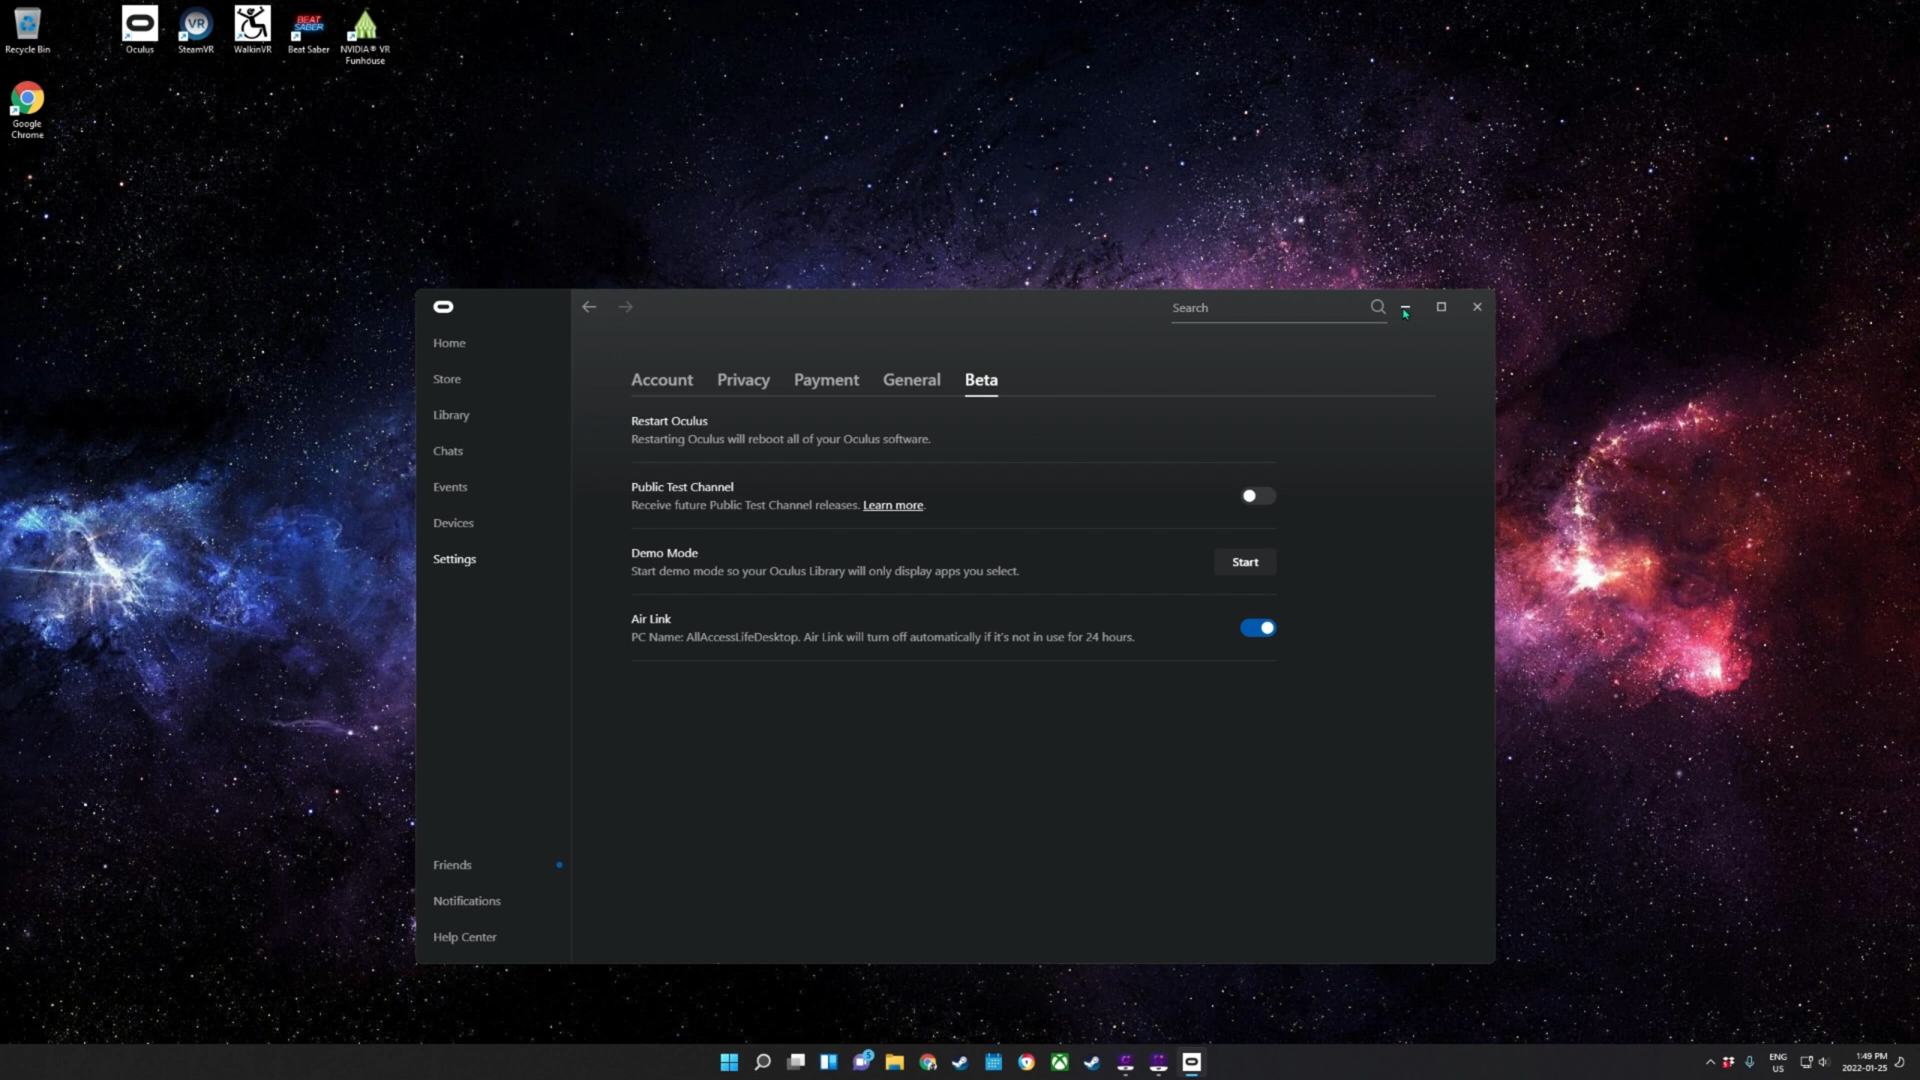 Recycle Bin
Oculus
SteamVR
WalkinVR
BEAT
SABER
Beat Saber
NVIDIA® VR
Funhouse
VR
Google
Chrome
Search
Home
Store
Library
Chats
Events
Devices
Settings
Friends
Notifications
Help Center
Account
Privacy
Payment
General
Beta
Restart Oculus
Restarting Oculus will reboot all of your Oculus software.
Public Test Channel
Receive future Public Test Channel releases. Learn more.
Demo Mode
Start demo mode so your Oculus Library will only display apps you select.
Start
Air Link
PC Name: AllAccessLifeDesktop. Air Link will turn off automatically if it's not in use for 24 hours.
ENG
US
1:49 PM
2022-01-25